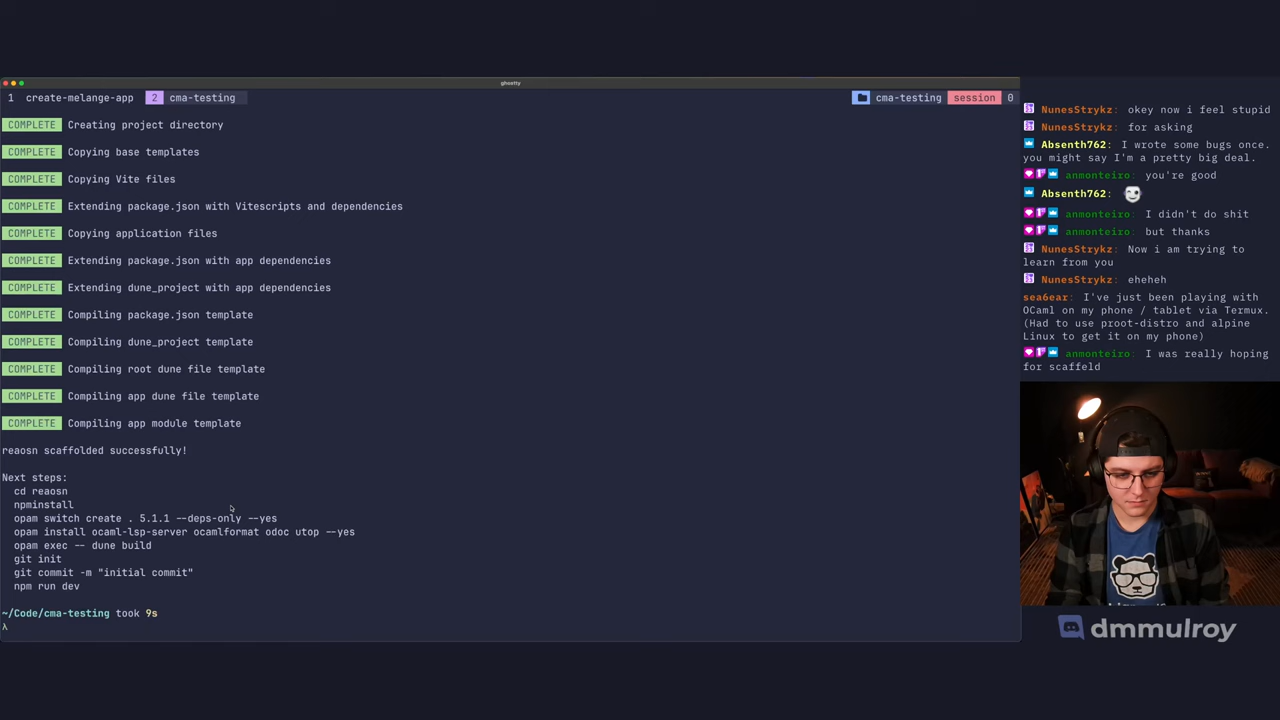 ghostty
1 create-melange-app 2 cma-testing
cma-testing session 0
COMPLETE Creating project directory
COMPLETE Copying base templates
COMPLETE Copying Vite files
COMPLETE Extending package.json with Vitescripts and dependencies
COMPLETE Copying application files
COMPLETE Extending package.json with app dependencies
COMPLETE Extending dune_project with app dependencies
COMPLETE Compiling package.json template
COMPLETE Compiling dune_project template
COMPLETE Compiling root dune file template
COMPLETE Compiling app dune file template
COMPLETE Compiling app module template
reaosn scaffolded successfully!
Next steps:
cd reaosn
npminstall
opam switch create . 5.1.1 --deps-only --yes
opam install ocaml-lsp-server ocamlformat odoc utop --yes
opam exec -- dune build
git init
git commit -m "initial commit"
npm run dev
~/Code/cma-testing took 9s
λ
NunesStrykz: okey now i feel stupid
NunesStrykz: for asking
Absenth762: I wrote some bugs once.
you might say I'm a pretty big deal.
anmonteiro: you're good
Absenth762:
anmonteiro: I didn't do shit
anmonteiro: but thanks
NunesStrykz: Now i am trying to
learn from you
NunesStrykz: eheheh
sea6ear: I've just been playing with
OCaml on my phone / tablet via Termux.
(Had to use proot-distro and alpine
Linux to get it on my phone)
anmonteiro: I was really hoping
for scaffeld
dmmulroy